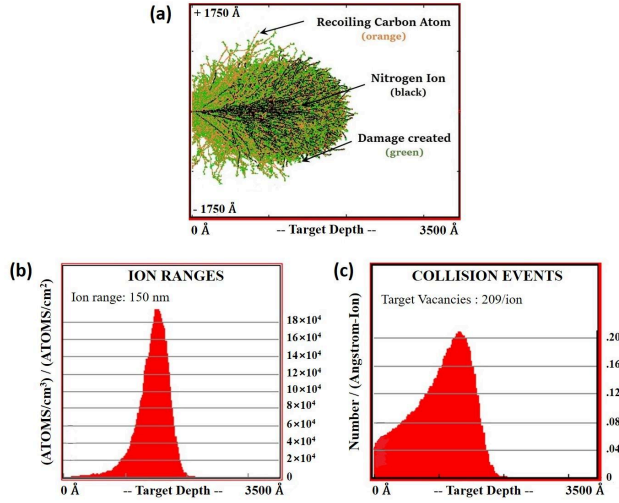 (a)
+ 1750 Å
Recoiling Carbon Atom
(orange)
Nitrogen Ion
(black)
Damage created
(green)
- 1750 Å
0 Å -- Target Depth -- 3500 Å
(b)
ION RANGES
Ion range: 150 nm
(ATOMS/cm²) / (ATOMS/cm²)
18×10⁴
16×10⁴
14×10⁴
12×10⁴
10×10⁴
8×10⁴
6×10⁴
4×10⁴
2×10⁴
0
0 Å -- Target Depth -- 3500 Å
(c)
COLLISION EVENTS
Target Vacancies : 209/ion
Number / (Angstrom-Ion)
.20
.16
.12
.08
.04
0
0 Å -- Target Depth -- 3500 Å